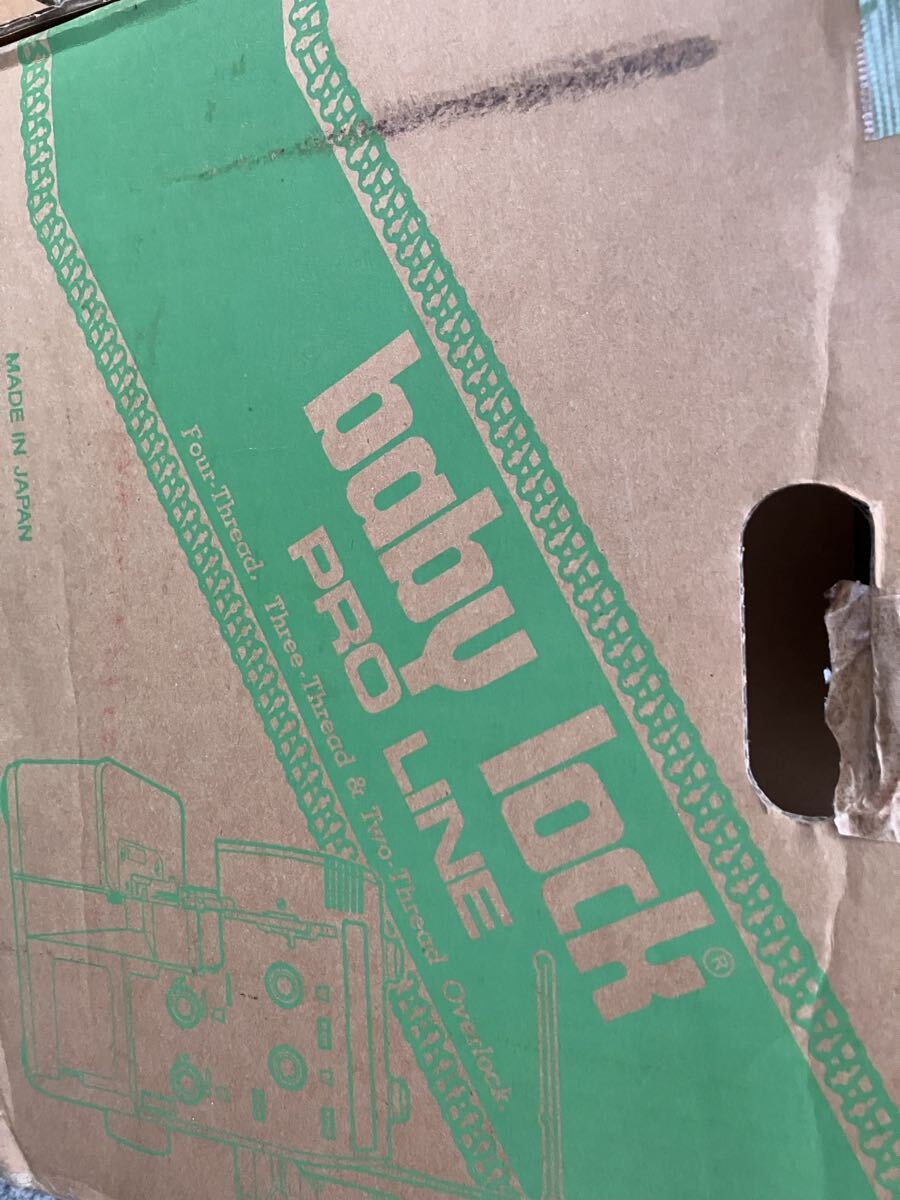 baby lock®
PRO LINE
Four-Thread, Three-Thread & Two-Thread Overlock.
MADE IN JAPAN